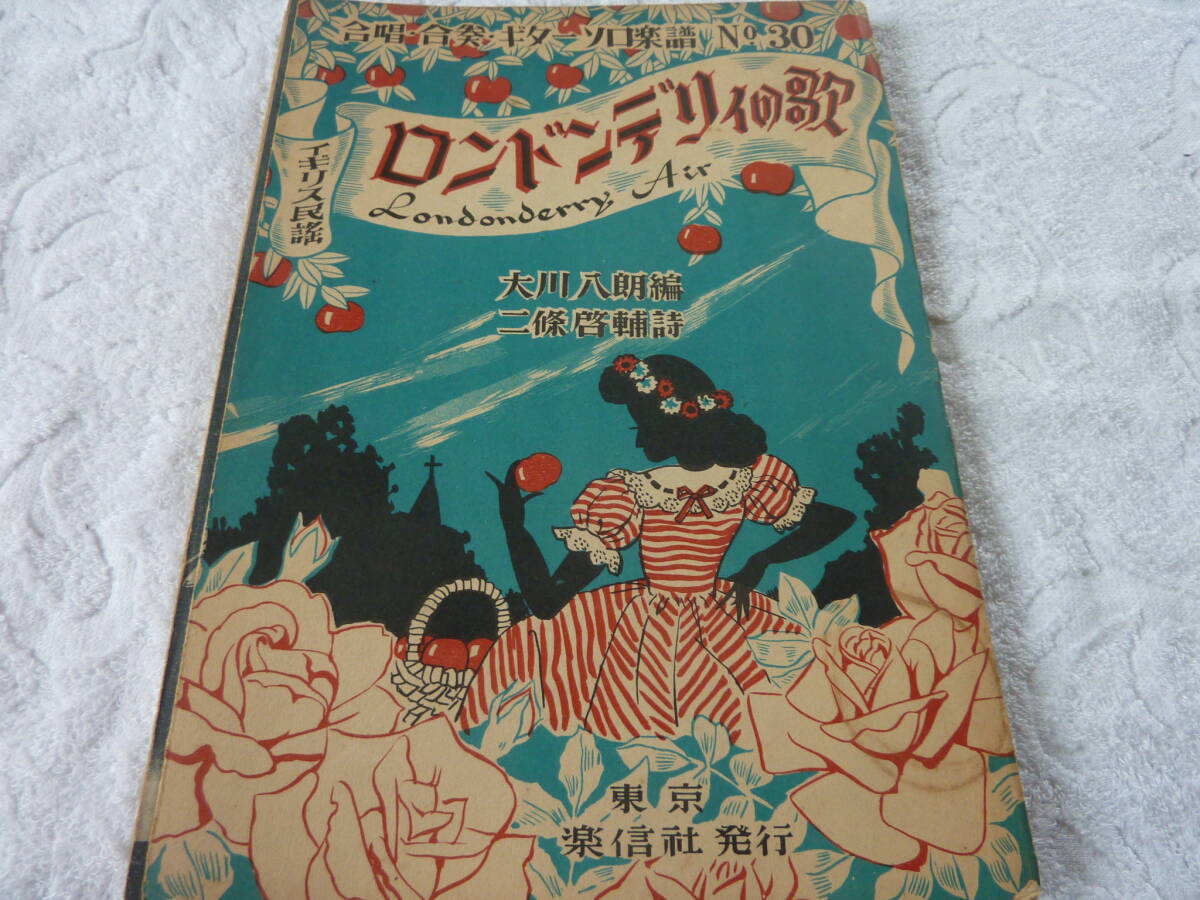 合唱・合奏・ギターソロ楽譜 No.30
ロンドンデリィの歌
Londonderry Air
イギリス民謡
大川八朗編
二條啓輔詩
東京
楽信社発行